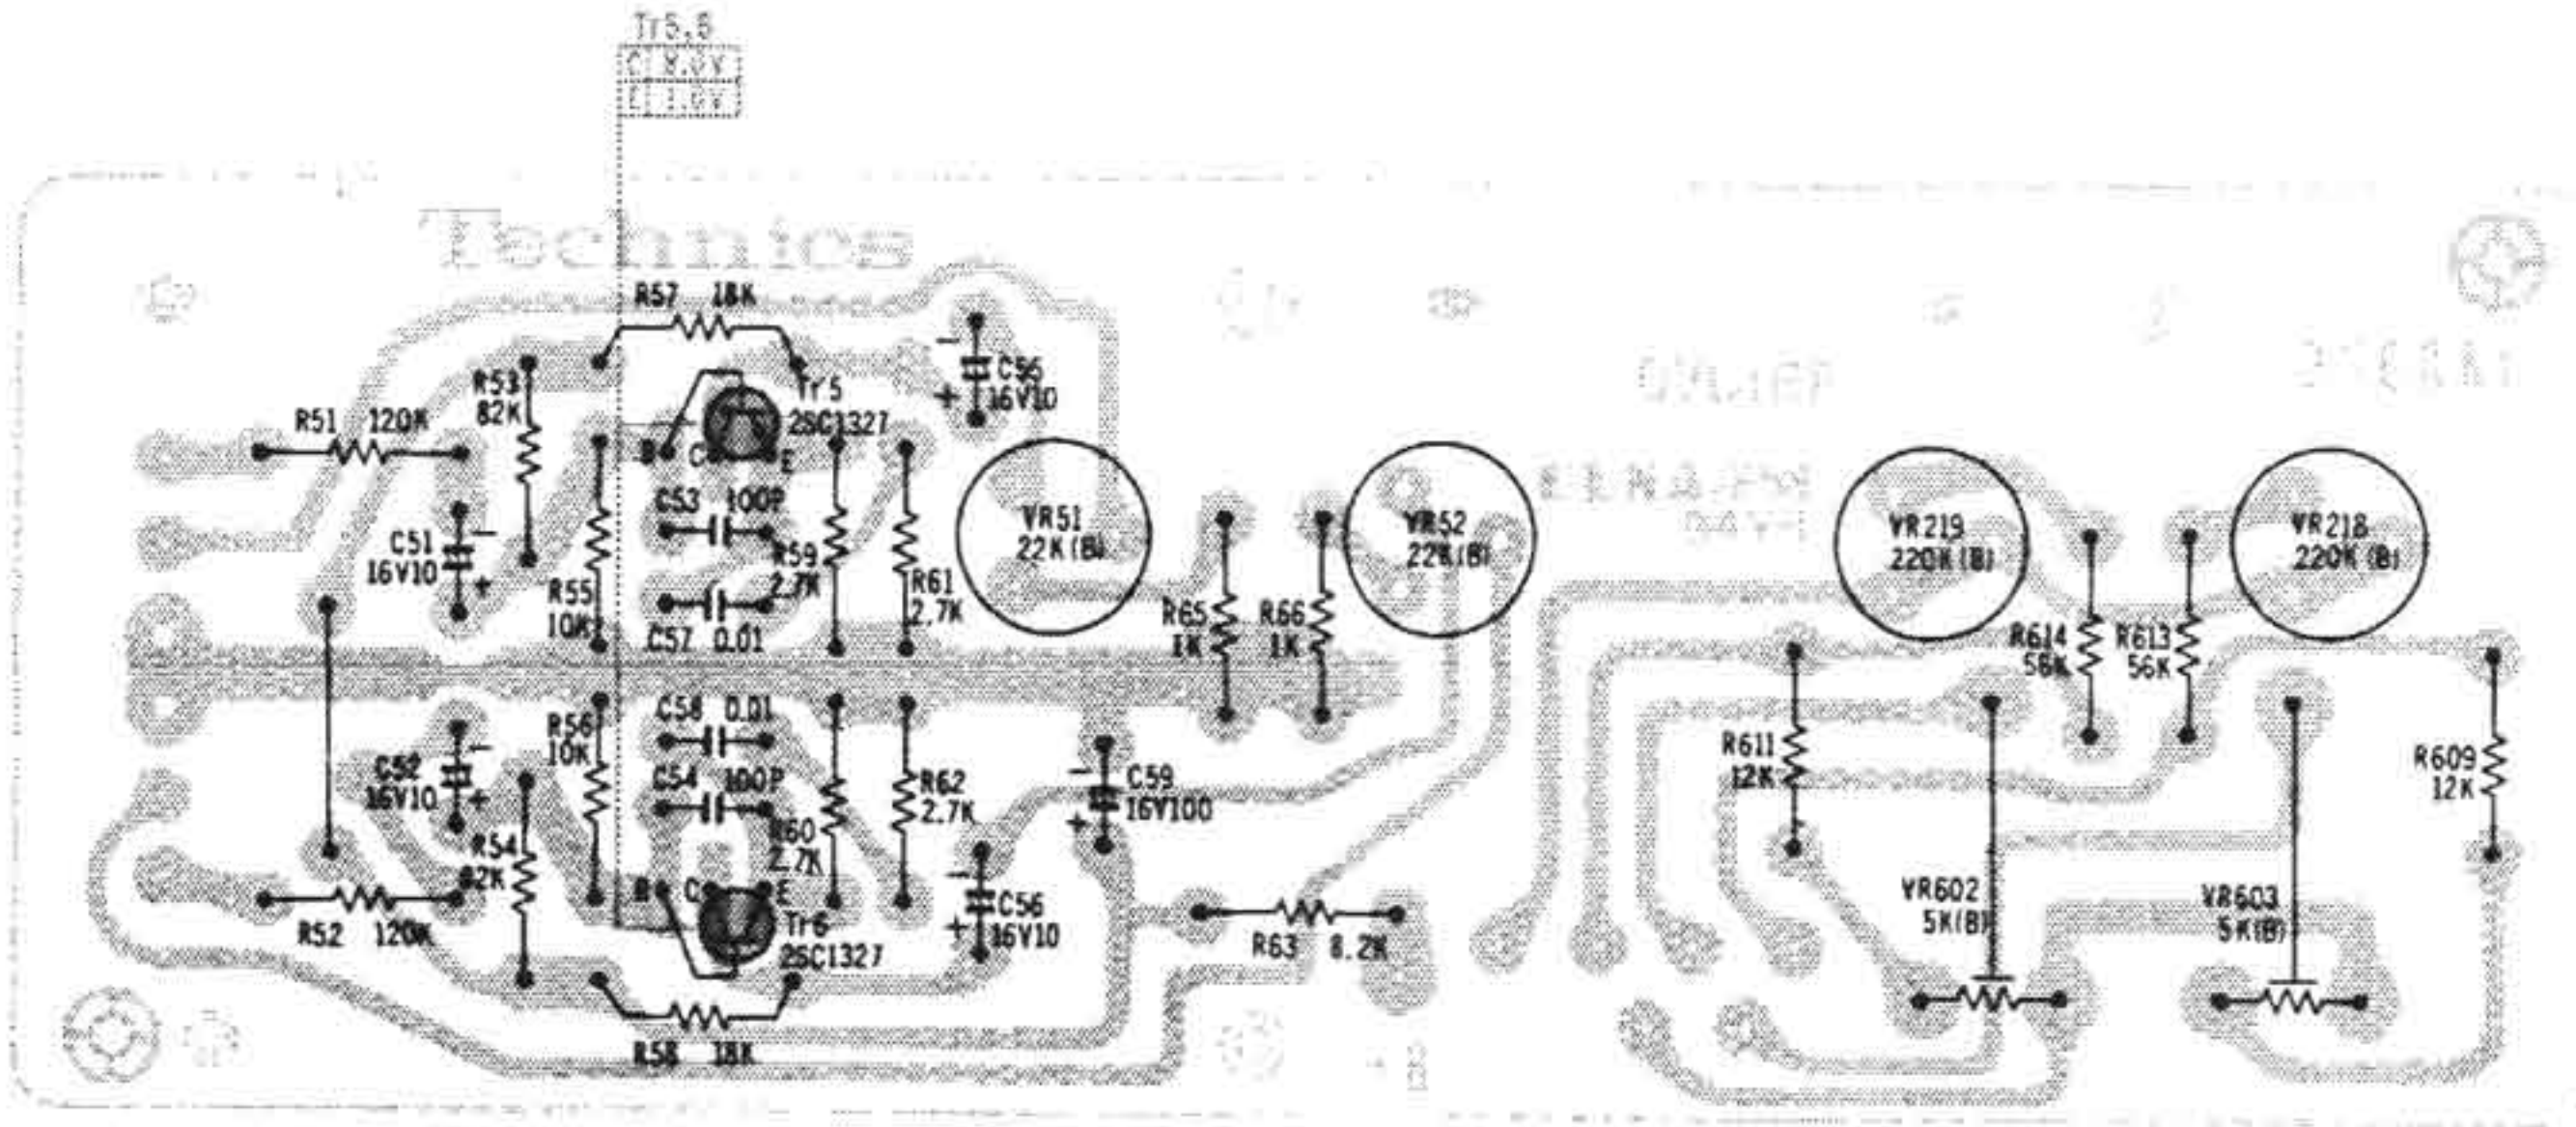 Technics
R57 18K
R53
82K
C55
16V10
Tr5
2SC1327
R51 120K
B C E
C53 100P
VR51
22K(B)
VR52
22K(B)
VR219
220K(B)
VR218
220K(B)
C51
16V10
R59
2.7K
R61
2.7K
R55
10K
R65
1K
R66
1K
C57 0.01
R614
56K
R613
56K
C58 0.01
R56
10K
R611
12K
R609
12K
C52
16V10
C54 100P
R62
2.7K
C59
16V100
R60
2.7K
R54
82K
B C E
VR602
5K(B)
VR603
5K(B)
C56
16V10
Tr6
2SC1327
R52 120K
R63 8.2K
R58 18K